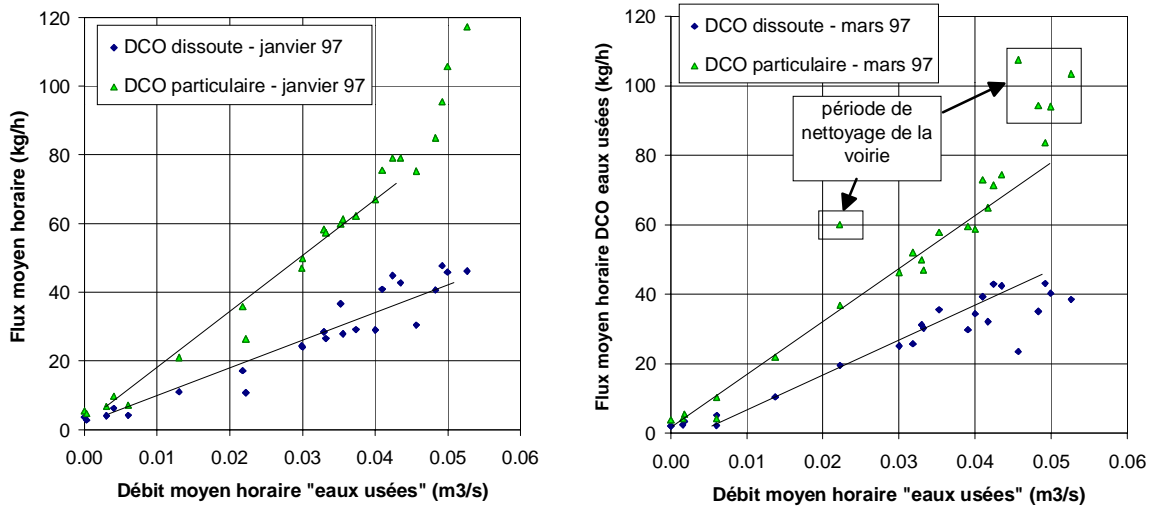 120
100
80
60
40
20
0
Flux moyen horaire (kg/h)
DCO dissoute - janvier 97
DCO particulaire - janvier 97
0.00 0.01 0.02 0.03 0.04 0.05 0.06
Débit moyen horaire "eaux usées" (m3/s)
120
100
80
60
40
20
0
Flux moyen horaire DCO eaux usées (kg/h)
DCO dissoute - mars 97
DCO particulaire - mars 97
période de
nettoyage de la
voirie
0.00 0.01 0.02 0.03 0.04 0.05 0.06
Débit moyen horaire "eaux usées" (m3/s)